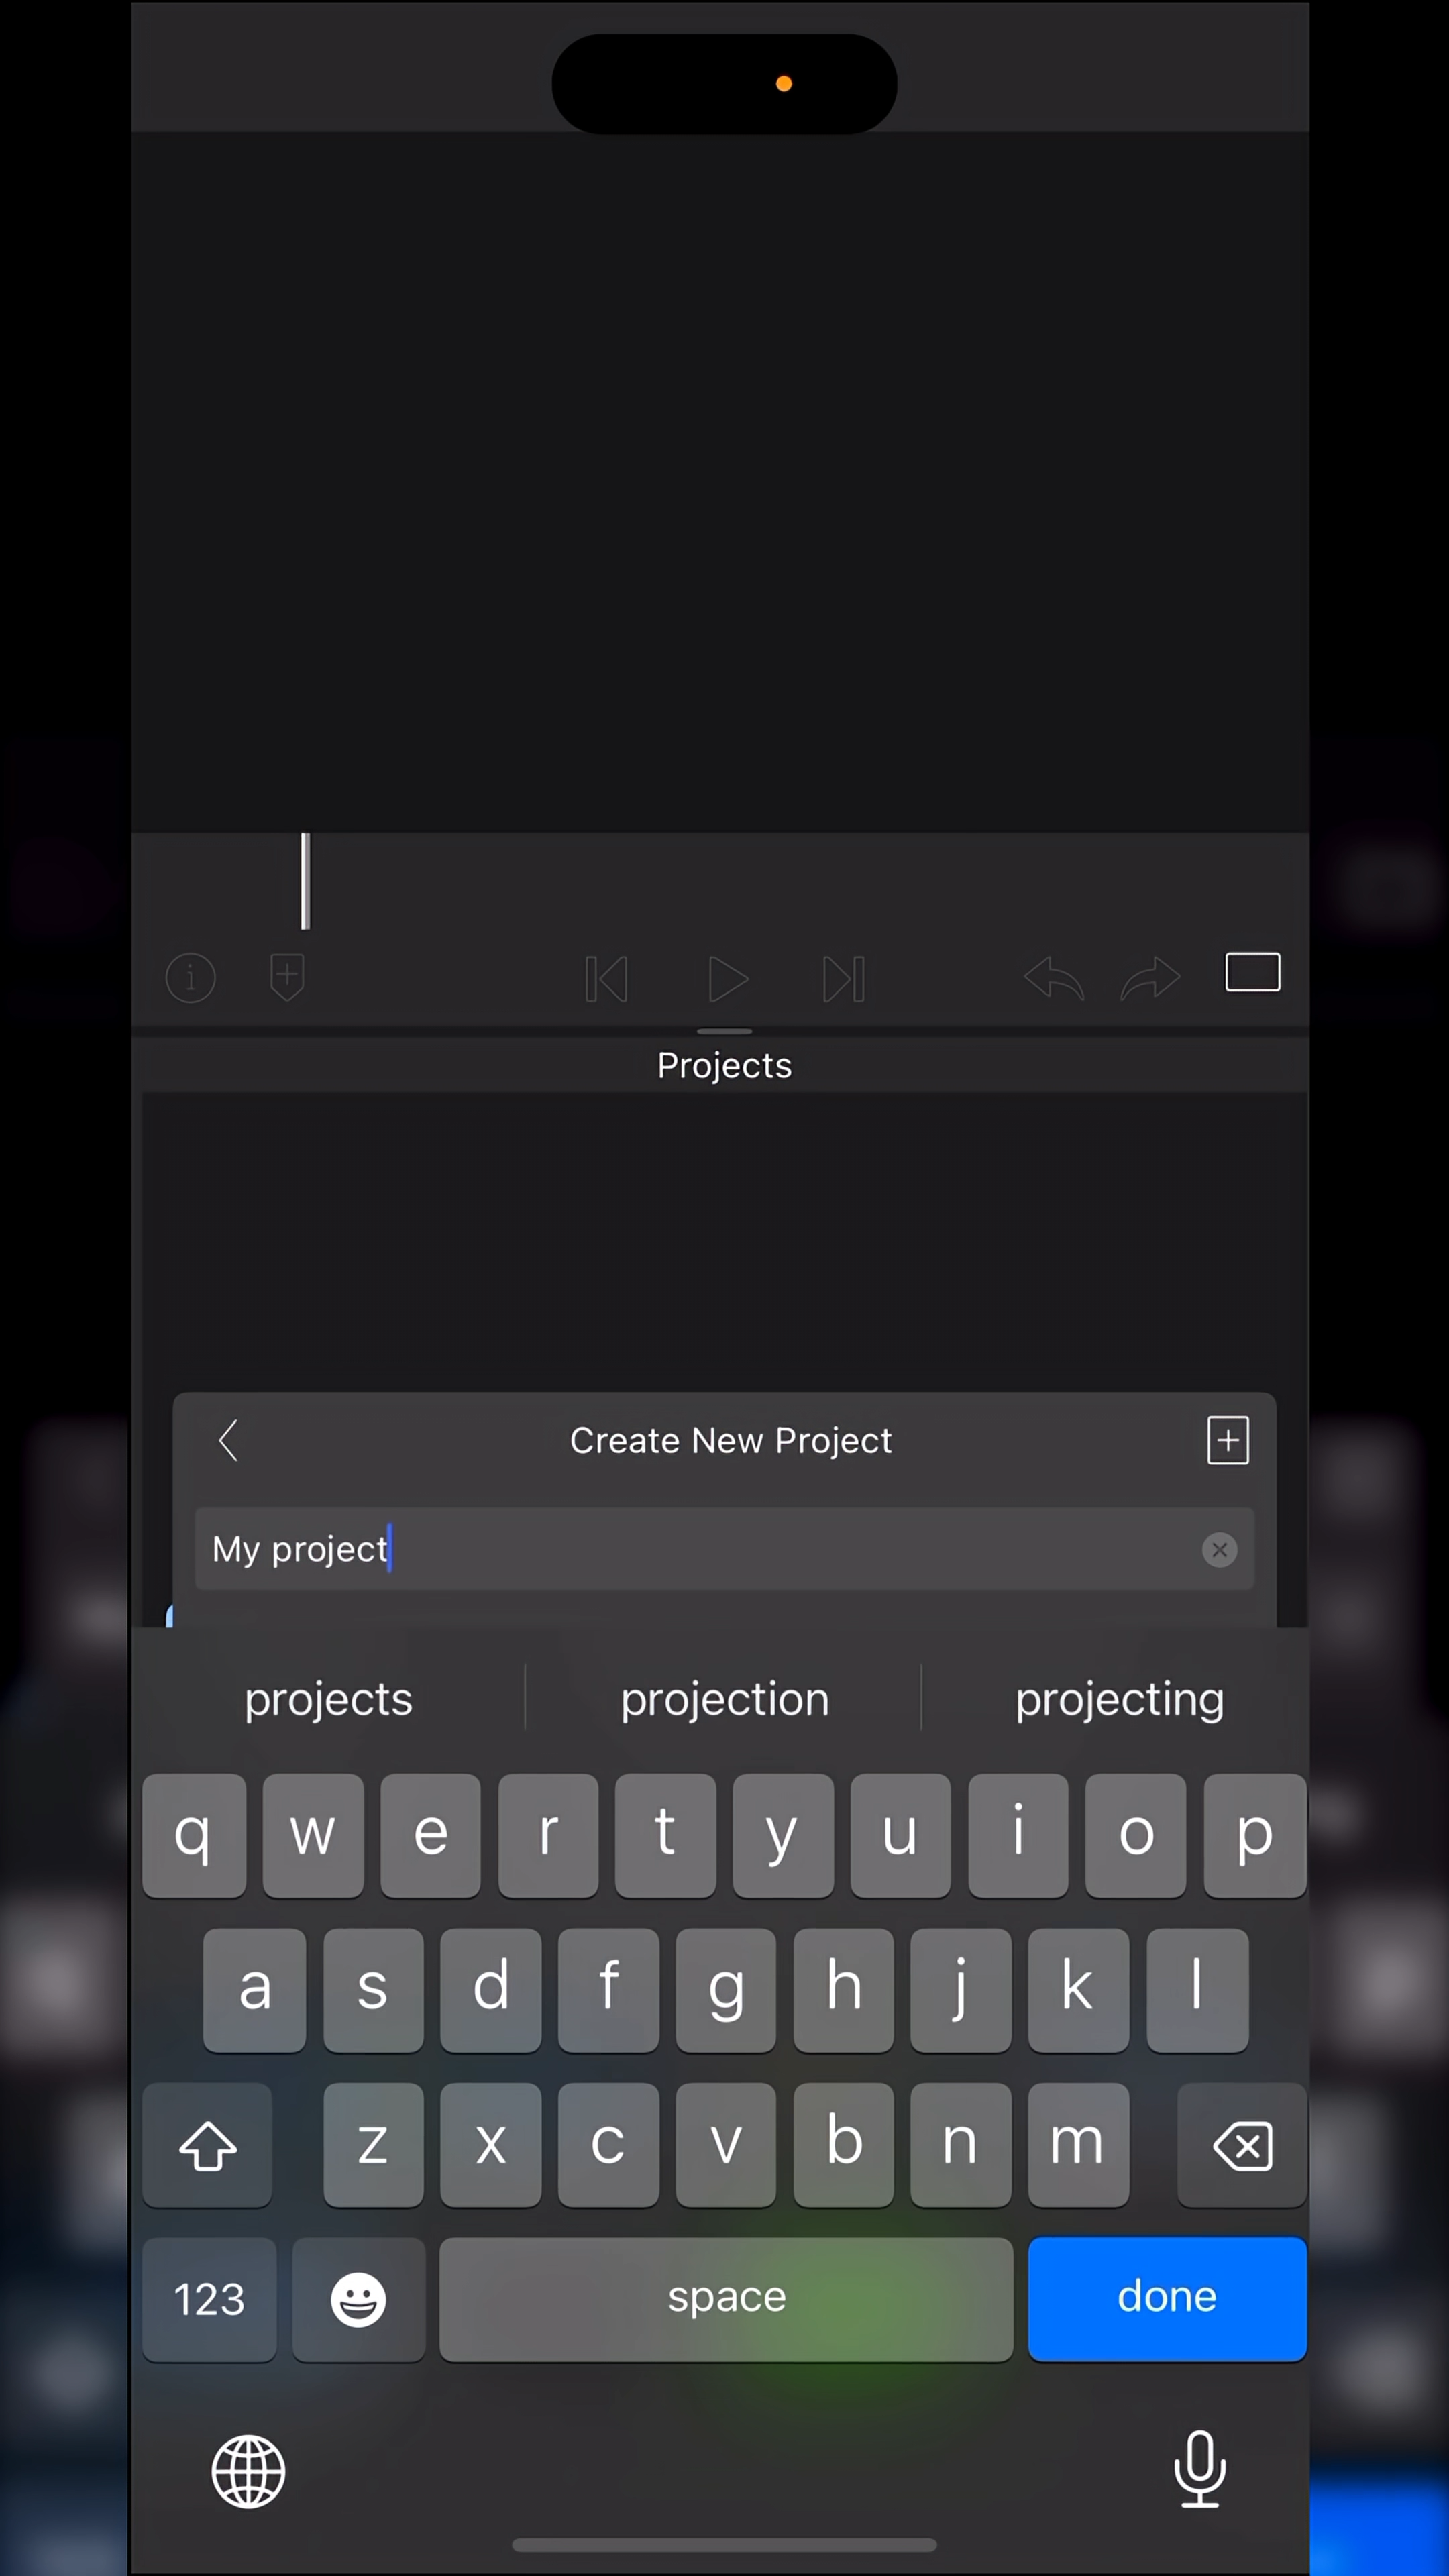 Projects
Create New Project
My project
projects projection projecting
q w e r t y u i o p
a s d f g h j k l
z x c v b n m
123 space done